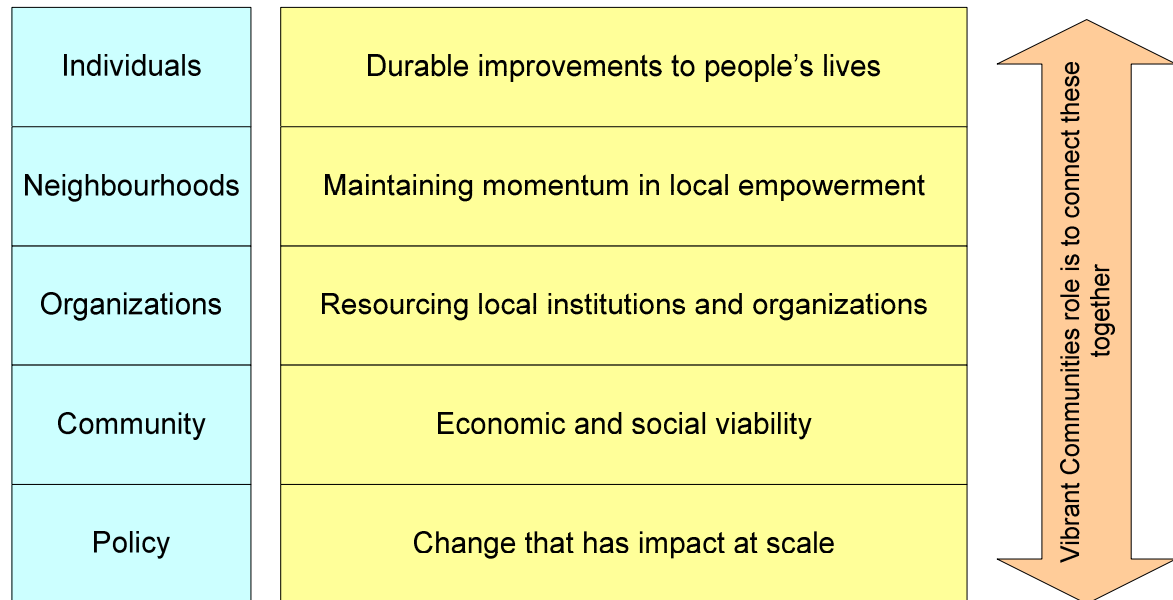 Individuals
Durable improvements to people’s lives
Neighbourhoods
Maintaining momentum in local empowerment
Organizations
Resourcing local institutions and organizations
Community
Economic and social viability
Policy
Change that has impact at scale
Vibrant Communities role is to connect these
together